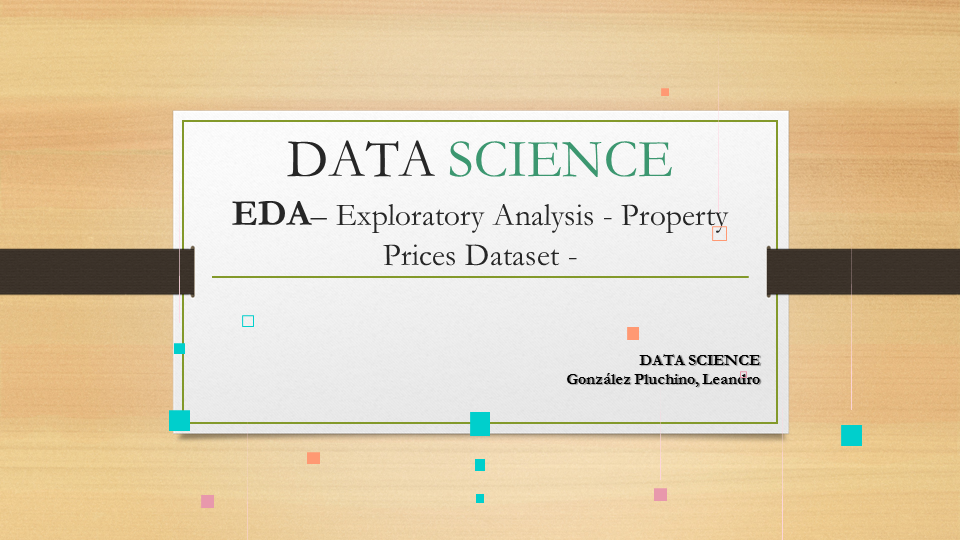 DATA SCIENCE
EDA– Exploratory Analysis - Property
Prices Dataset -
DATA SCIENCE
González Pluchino, Leandro